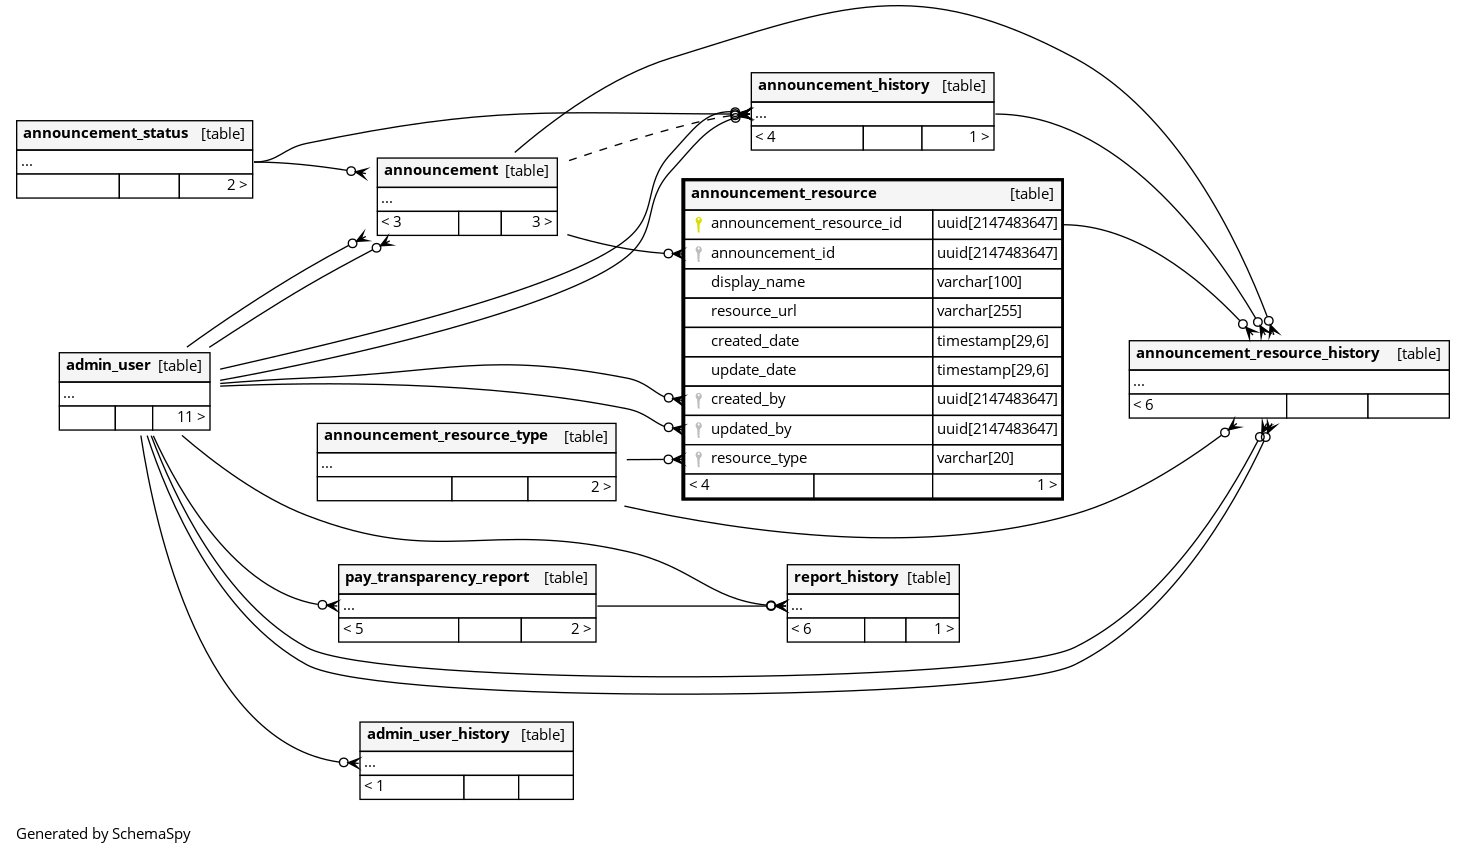 announcement_status [table]
...
2 >
announcement [table]
...
< 3 3 >
announcement_history [table]
...
< 4 1 >
announcement_resource [table]
announcement_resource_id uuid[2147483647]
announcement_id uuid[2147483647]
display_name varchar[100]
resource_url varchar[255]
created_date timestamp[29,6]
update_date timestamp[29,6]
created_by uuid[2147483647]
updated_by uuid[2147483647]
resource_type varchar[20]
< 4 1 >
announcement_resource_history [table]
...
< 6
admin_user [table]
...
11 >
announcement_resource_type [table]
...
2 >
pay_transparency_report [table]
...
< 5 2 >
report_history [table]
...
< 6 1 >
admin_user_history [table]
...
< 1
Generated by SchemaSpy